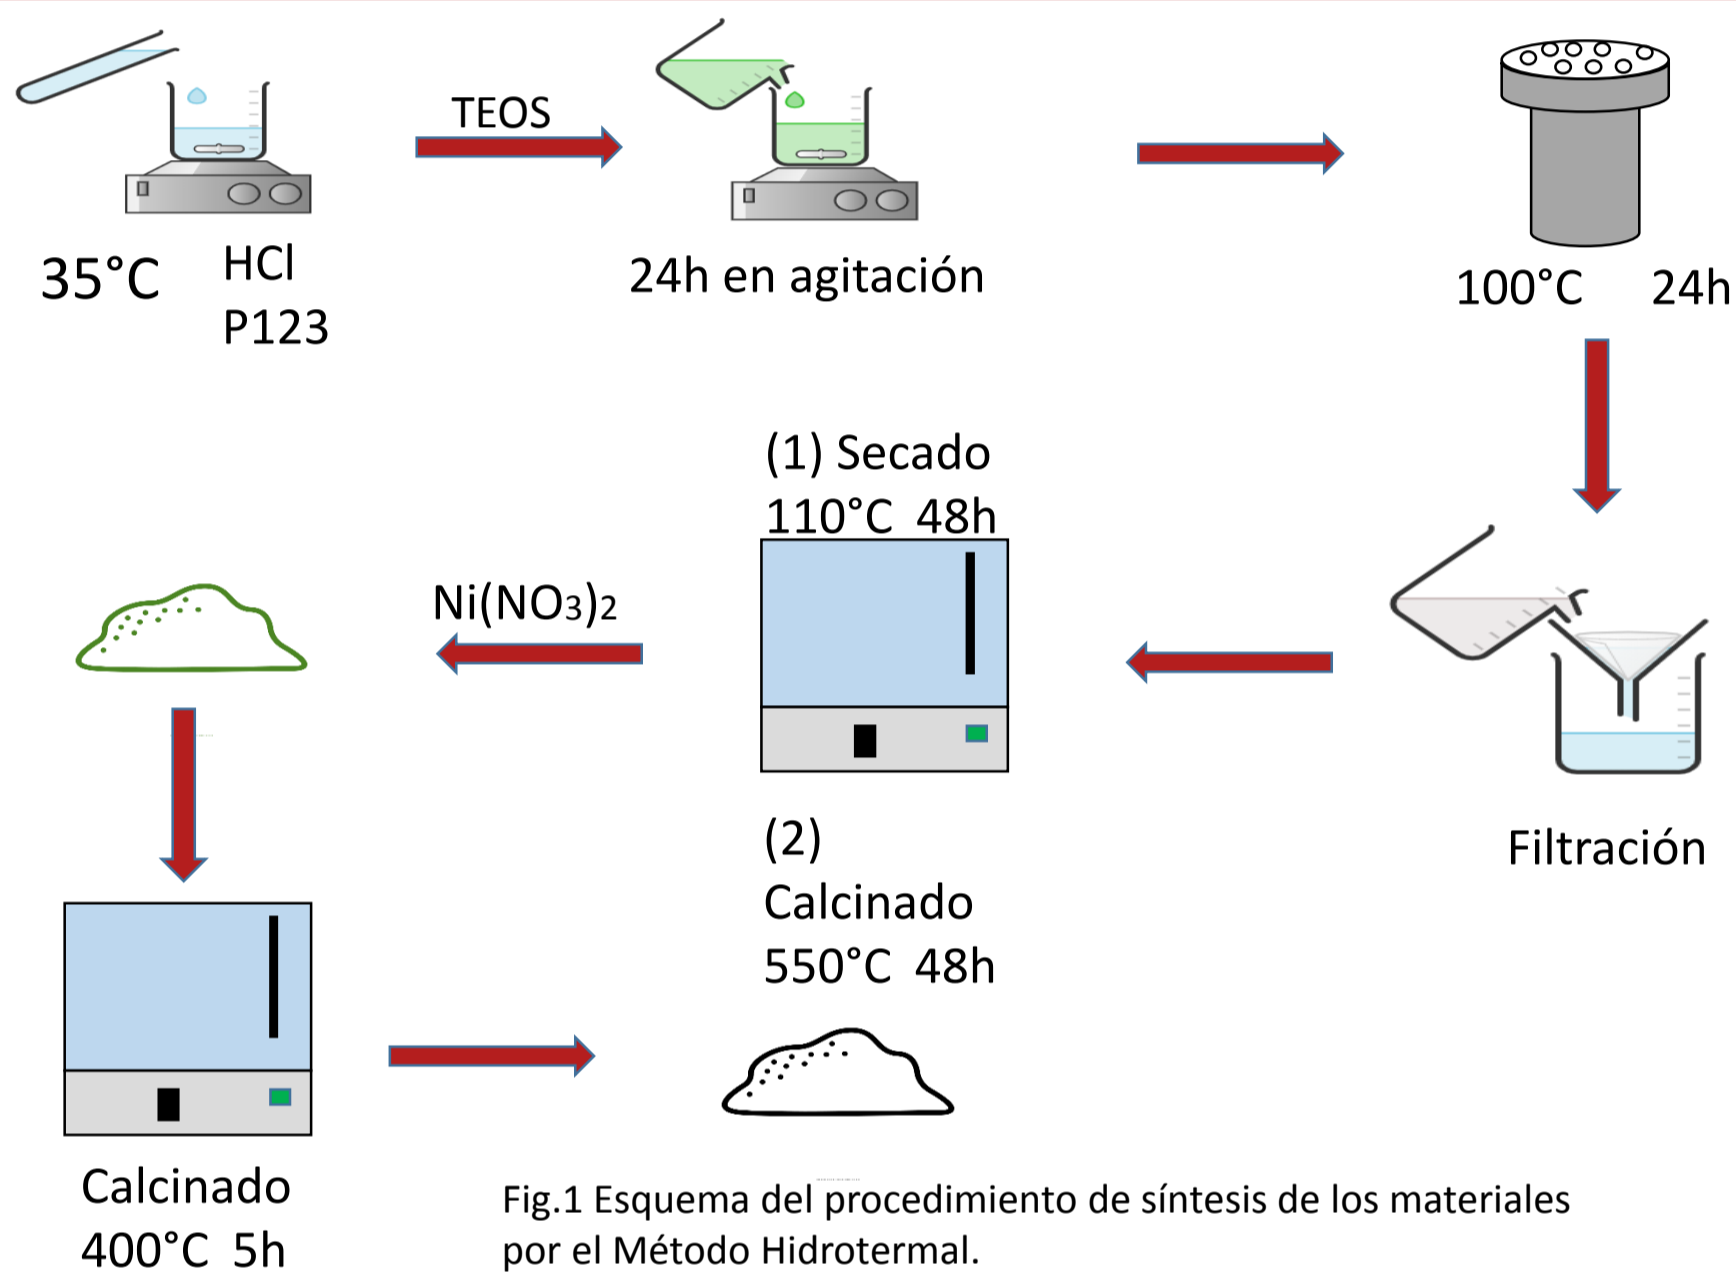 TEOS
35°C
HCl
P123
24h en agitación
100°C 24h
(1) Secado
110°C 48h
Ni(NO3)2
Filtración
(2)
Calcinado
550°C 48h
Calcinado
400°C 5h
Fig.1 Esquema del procedimiento de síntesis de los materiales
por el Método Hidrotermal.